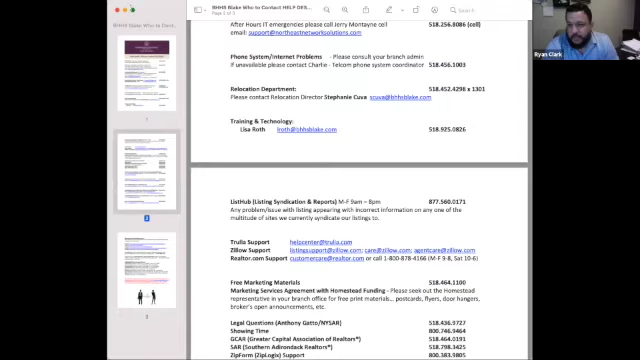 BHHS Blake Who to Contact HELP DES...
Page 2 of 3
Search
Ryan Clark
After Hours IT emergencies please call Jerry Montayne cell 518.256.8086 (cell)
email: support@northeastnetworksolutions.com
Phone System/Internet Problems - Please consult your branch admin
If unavailable please contact Charlie - Telcom phone system coordinator 518.456.1003
Relocation Department: 518.452.4298 x 1301
Please contact Relocation Director Stephanie Cuva scuva@bhhsblake.com
Training & Technology:
Lisa Roth lroth@bhhsblake.com 518.925.0826
ListHub (Listing Syndication & Reports) M-F 9am – 8pm 877.560.0171
Any problem/issue with listing appearing with incorrect information on any one of the
multitude of sites we currently syndicate our listings to.
Trulia Support helpcenter@trulia.com
Zillow Support listingsupport@zillow.com; care@zillow.com; agentcare@zillow.com
Realtor.com Support customercare@realtor.com or call 1-800-878-4166 (M-F 9-8, Sat 10-6)
Free Marketing Materials 518.464.1100
Marketing Services Agreement with Homestead Funding - Please seek out the Homestead
representative in your branch office for free print materials... postcards, flyers, door hangers,
broker's open announcements, etc.
Legal Questions (Anthony Gatto/NYSAR) 518.436.9727
Showing Time 800.746.9464
GCAR (Greater Capital Association of Realtors*) 518.464.0191
SAR (Southern Adirondack Realtors*) 518.798.3425
ZipForm (ZipLogix) Support 800.383.9805
1
2
3